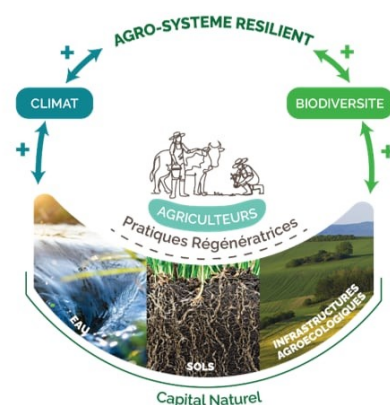 AGRO-SYSTEME RESILIENT
+
+
CLIMAT
BIODIVERSITE
+
+
AGRICULTEURS
Pratiques Régénératrices
EAU
SOLS
INFRASTRUCTURES
AGROECOLOGIQUES
Capital Naturel